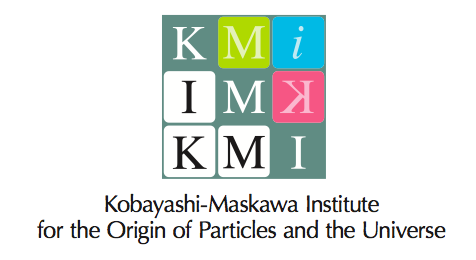 K M i
I M K
K M I
Kobayashi-Maskawa Institute
for the Origin of Particles and the Universe